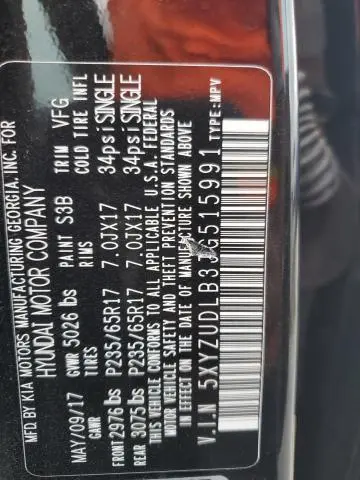 MFD. BY KIA MOTORS MANUFACTURING GEORGIA, INC. FOR
HYUNDAI MOTOR COMPANY
MAY/09/17 GVWR 5026 lbs PAINT S3B TRIM VFG
GAWR TIRES RIMS COLD TIRE INFL
FRONT 2976 lbs P235/65R17 7.0JX17 34psi SINGLE
REAR 3075 lbs P235/65R17 7.0JX17 34psi SINGLE
THIS VEHICLE CONFORMS TO ALL APPLICABLE U.S.A. FEDERAL
MOTOR VEHICLE SAFETY, BUMPER AND THEFT PREVENTION STANDARDS
IN EFFECT ON THE DATE OF MANUFACTURE SHOWN ABOVE.
V.I.N TYPE:MPV